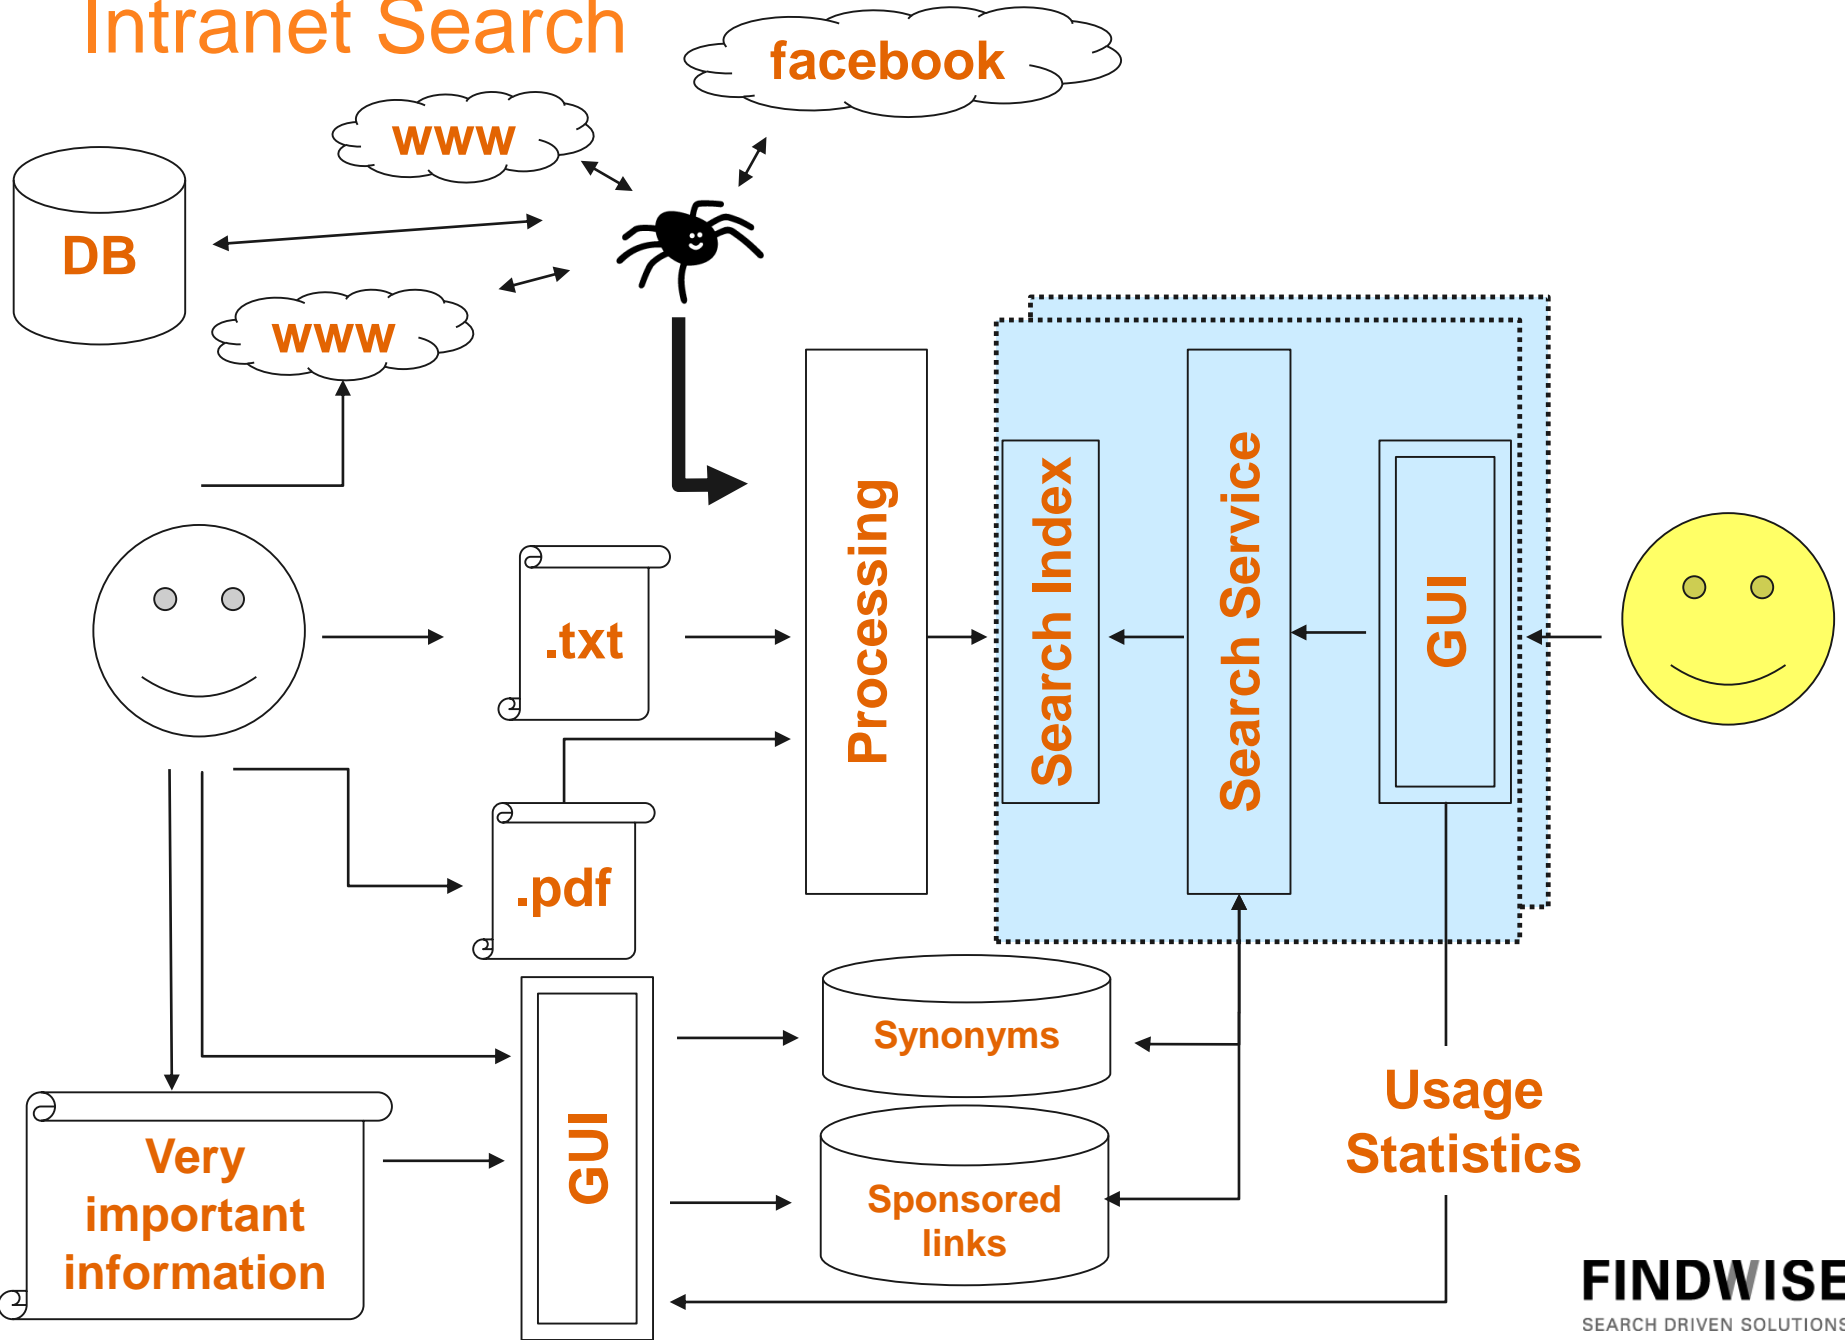 Intranet Search
facebook
www
DB
www
Processing
Search Index
Search Service
GUI
.txt
.pdf
Synonyms
GUI
Usage
Statistics
Very
important
information
Sponsored
links
FINDWISE
SEARCH DRIVEN SOLUTIONS